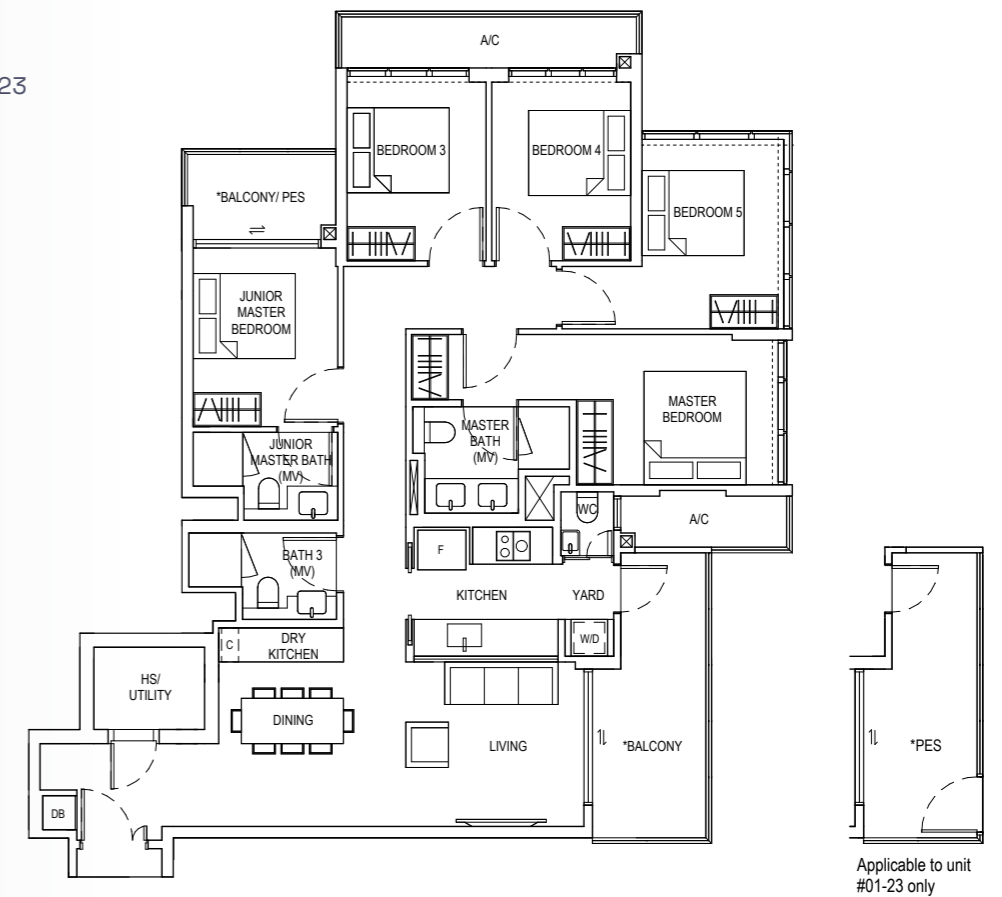 A/C
23
BEDROOM 3
BEDROOM 4
*BALCONY/ PES
BEDROOM 5
JUNIOR
MASTER
BEDROOM
MASTER
BEDROOM
MASTER
BATH
(MV)
JUNIOR
MASTER BATH
(MV)
WC
A/C
F
BATH 3
(MV)
KITCHEN
YARD
W/D
C
DRY
KITCHEN
HS/
UTILITY
DINING
LIVING
*BALCONY
*PES
DB
Applicable to unit
#01-23 only